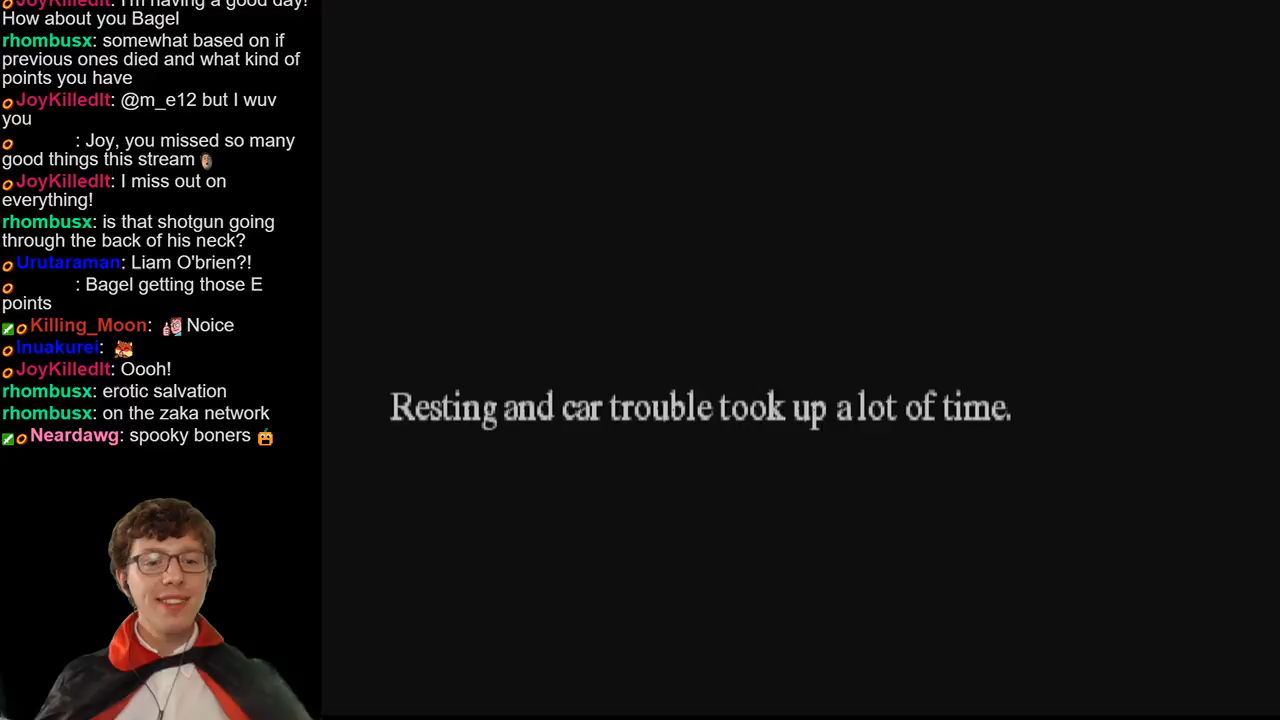 JoyKilledIt: I'm having a good day!
How about you Bagel
rhombusx: somewhat based on if
previous ones died and what kind of
points you have
JoyKilledIt: @m_e12 but I wuv
you
: Joy, you missed so many
good things this stream
JoyKilledIt: I miss out on
everything!
rhombusx: is that shotgun going
through the back of his neck?
Urutaraman: Liam O'brien?!
: Bagel getting those E
points
Killing_Moon: Noice
Inuakurei:
JoyKilledIt: Oooh!
rhombusx: erotic salvation
rhombusx: on the zaka network
Neardawg: spooky boners
Resting and car trouble took up a lot of time.